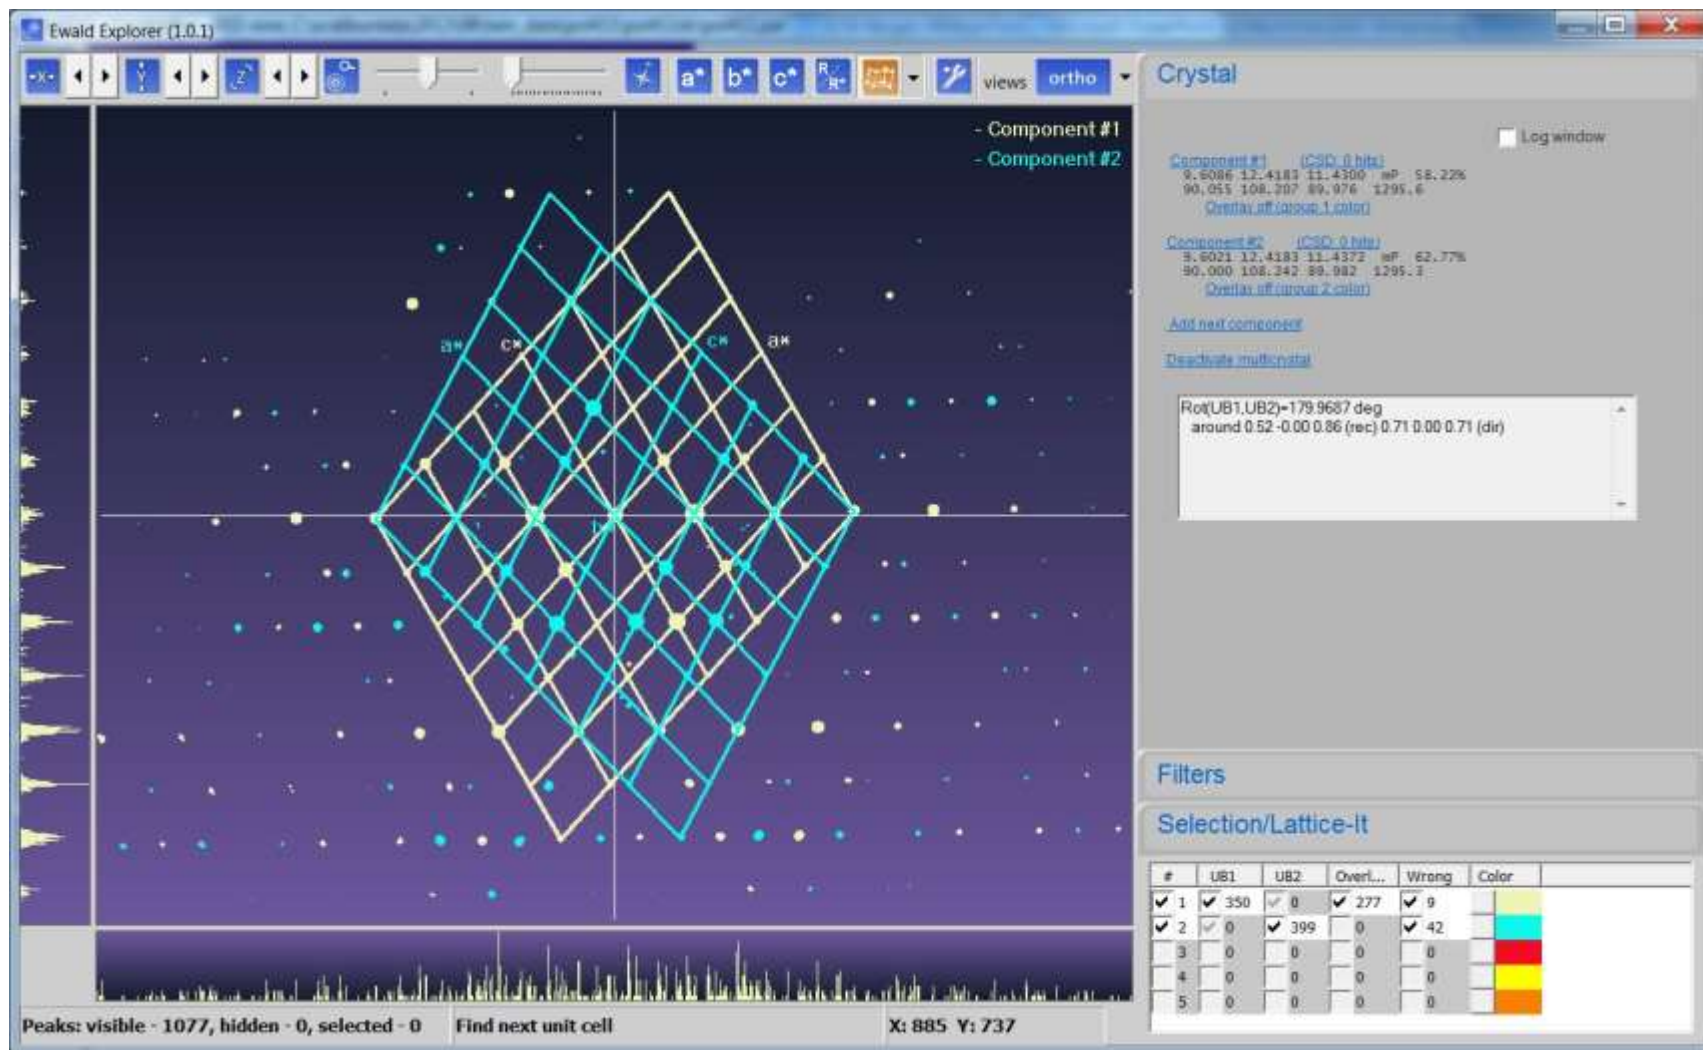 Ewald Explorer (1.0.1)
-X- Y Z a* b* c* views ortho
- Component #1
- Component #2
a* c* c* a*
b
Crystal
Log window
Component #1 (CSD: 0 hits)
9.6086 12.4183 11.4300 mP 58.22%
90.055 108.207 89.976 1295.6
Overlay off (group 1 color)
Component #2 (CSD: 0 hits)
9.6021 12.4183 11.4372 mP 62.77%
90.000 108.242 89.982 1295.3
Overlay off (group 2 color)
Add next component
Deactivate multicrystal
Rot(UB1,UB2)=179.9687 deg
around 0.52 -0.00 0.86 (rec) 0.71 0.00 0.71 (dir)
Filters
Selection/Lattice-It
# UB1 UB2 Overl... Wrong Color
1 350 0 277 9
2 0 399 0 42
3 0 0 0 0
4 0 0 0 0
5 0 0 0 0
Peaks: visible - 1077, hidden - 0, selected - 0 Find next unit cell X: 885 Y: 737